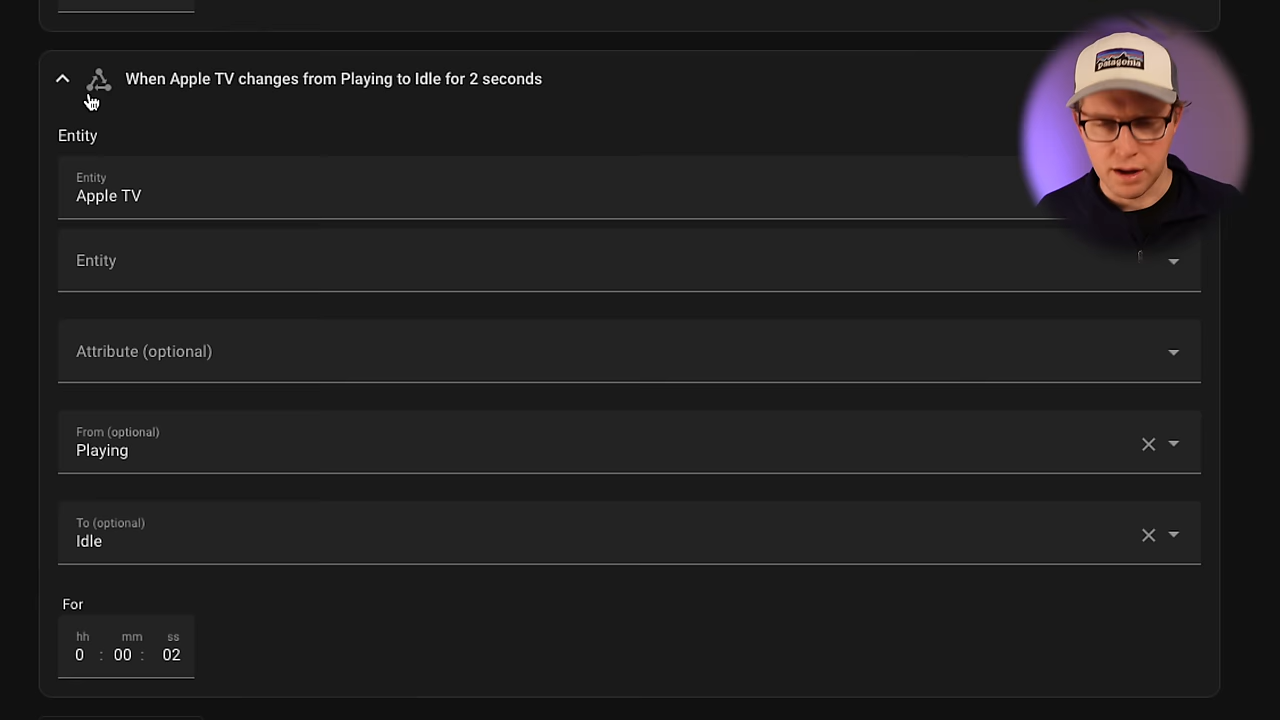 When Apple TV changes from Playing to Idle for 2 seconds
patagonia
Entity
Entity
Apple TV
Entity
Attribute (optional)
From (optional)
Playing
To (optional)
Idle
For
hh mm ss
0 : 00 : 02